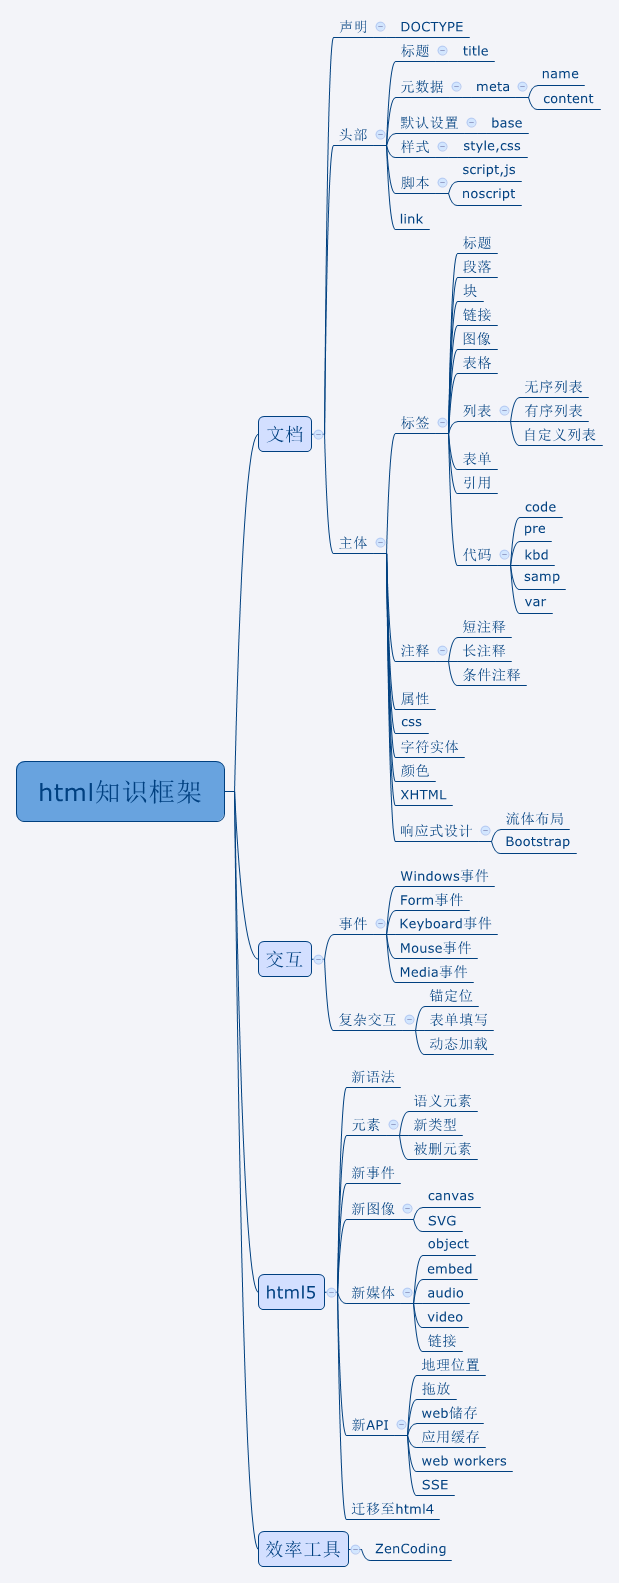 html知识框架
文档
声明
DOCTYPE
头部
标题
title
元数据
meta
name
content
默认设置
base
样式
style,css
脚本
script,js
noscript
link
主体
标签
标题
段落
块
链接
图像
表格
列表
无序列表
有序列表
自定义列表
表单
引用
代码
code
pre
kbd
samp
var
注释
短注释
长注释
条件注释
属性
css
字符实体
颜色
XHTML
响应式设计
流体布局
Bootstrap
交互
事件
Windows事件
Form事件
Keyboard事件
Mouse事件
Media事件
复杂交互
锚定位
表单填写
动态加载
html5
新语法
元素
语义元素
新类型
被删元素
新事件
新图像
canvas
SVG
新媒体
object
embed
audio
video
链接
新API
地理位置
拖放
web储存
应用缓存
web workers
SSE
迁移至html4
效率工具
ZenCoding